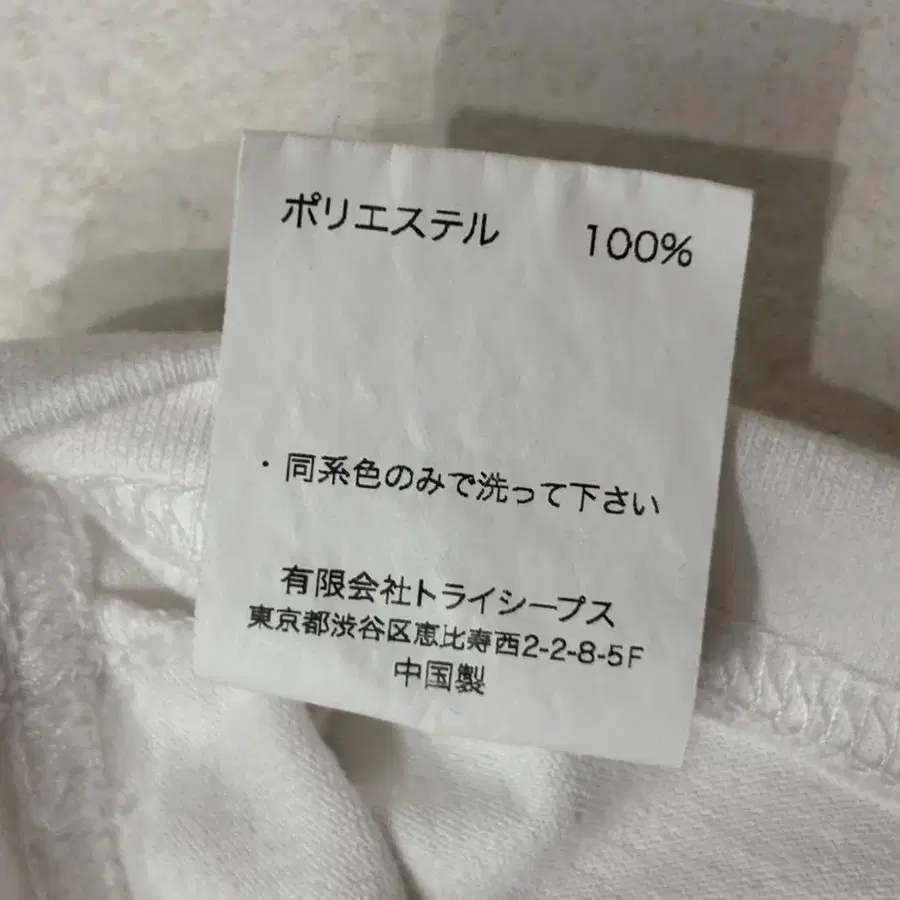 ポリエステル 100%
・同系色のみで洗って下さい
有限会社トライシープス
東京都渋谷区恵比寿西2-2-8-5F
中国製